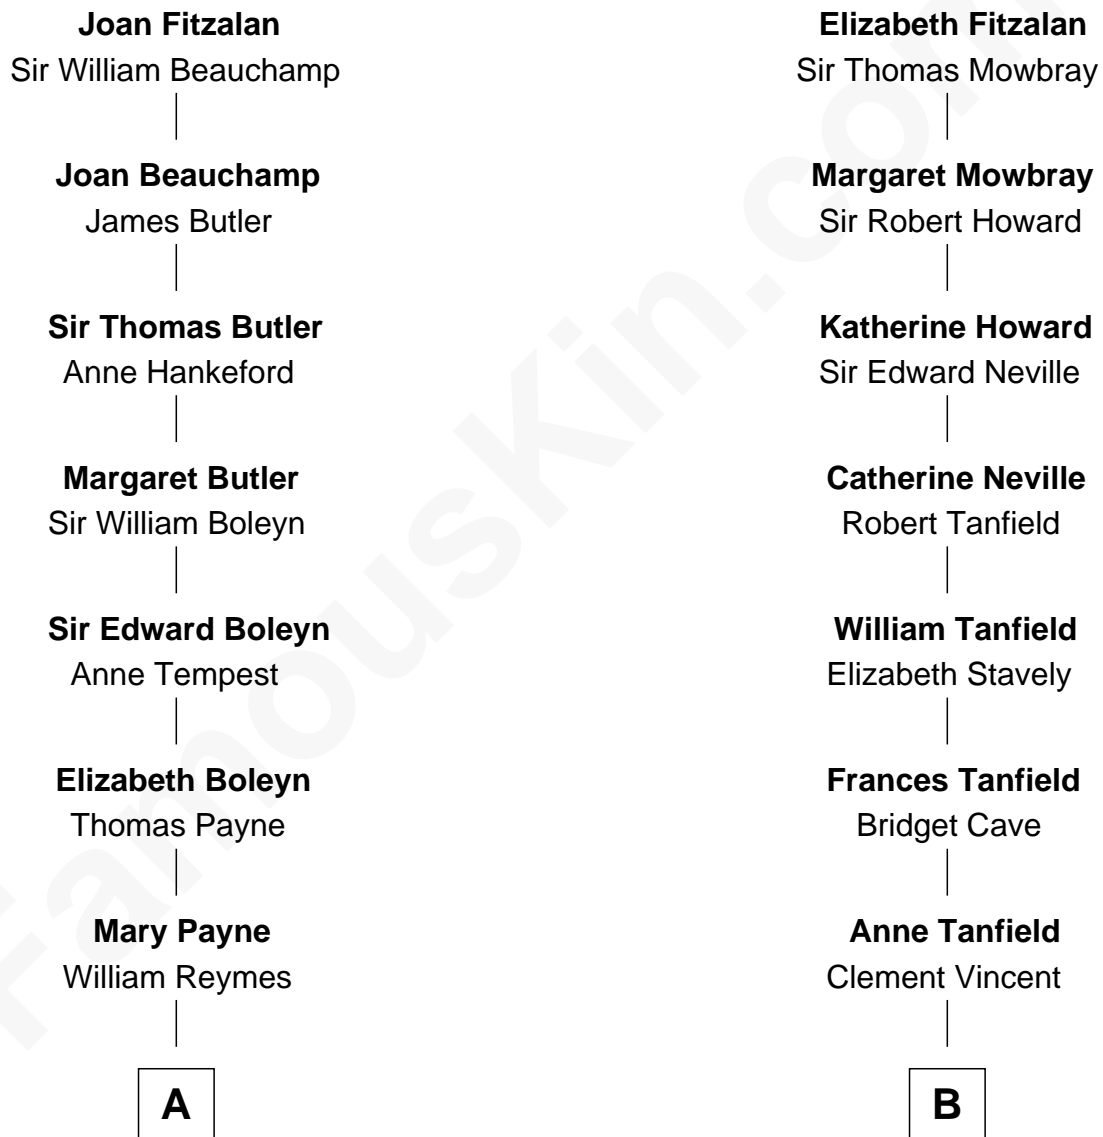 Joan Fitzalan
Sir William Beauchamp
Joan Beauchamp
James Butler
Sir Thomas Butler
Anne Hankeford
Margaret Butler
Sir William Boleyn
Sir Edward Boleyn
Anne Tempest
Elizabeth Boleyn
Thomas Payne
Mary Payne
William Reymes
A
Elizabeth Fitzalan
Sir Thomas Mowbray
Margaret Mowbray
Sir Robert Howard
Katherine Howard
Sir Edward Neville
Catherine Neville
Robert Tanfield
William Tanfield
Elizabeth Stavely
Frances Tanfield
Bridget Cave
Anne Tanfield
Clement Vincent
B
FamousKin.com